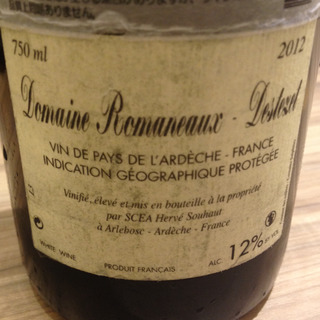 750 ml 2012
Domaine Romaneaux - Destezet
VIN DE PAYS DE L'ARDÈCHE - FRANCE
INDICATION GÉOGRAPHIQUE PROTÉGÉE
Vinifié, élevé et mis en bouteille à la propriété
par SCEA Hervé Souhaut
à Arlebosc - Ardèche - France
WHITE WINE
PRODUIT FRANÇAIS
ALC. 12% BY VOL.